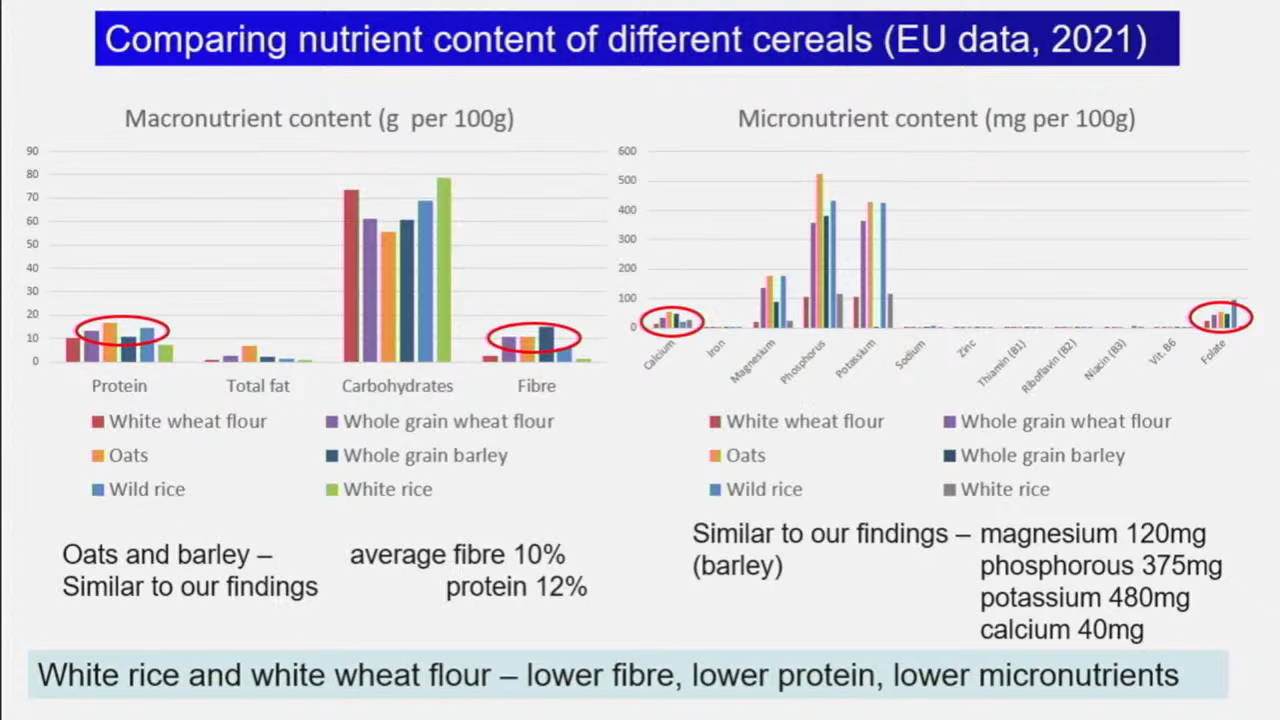 Comparing nutrient content of different cereals (EU data, 2021)
Macronutrient content (g per 100g)
90
80
70
60
50
40
30
20
10
0
Protein Total fat Carbohydrates Fibre
White wheat flour Whole grain wheat flour
Oats Whole grain barley
Wild rice White rice
Micronutrient content (mg per 100g)
600
500
400
300
200
100
0
Calcium Iron Magnesium Phosphorus Potassium Sodium Zinc Thiamin (B1) Riboflavin (B2) Niacin (B3) Vit. B6 Folate
White wheat flour Whole grain wheat flour
Oats Whole grain barley
Wild rice White rice
Oats and barley – average fibre 10%
Similar to our findings protein 12%
Similar to our findings – magnesium 120mg
(barley) phosphorous 375mg
potassium 480mg
calcium 40mg
White rice and white wheat flour – lower fibre, lower protein, lower micronutrients